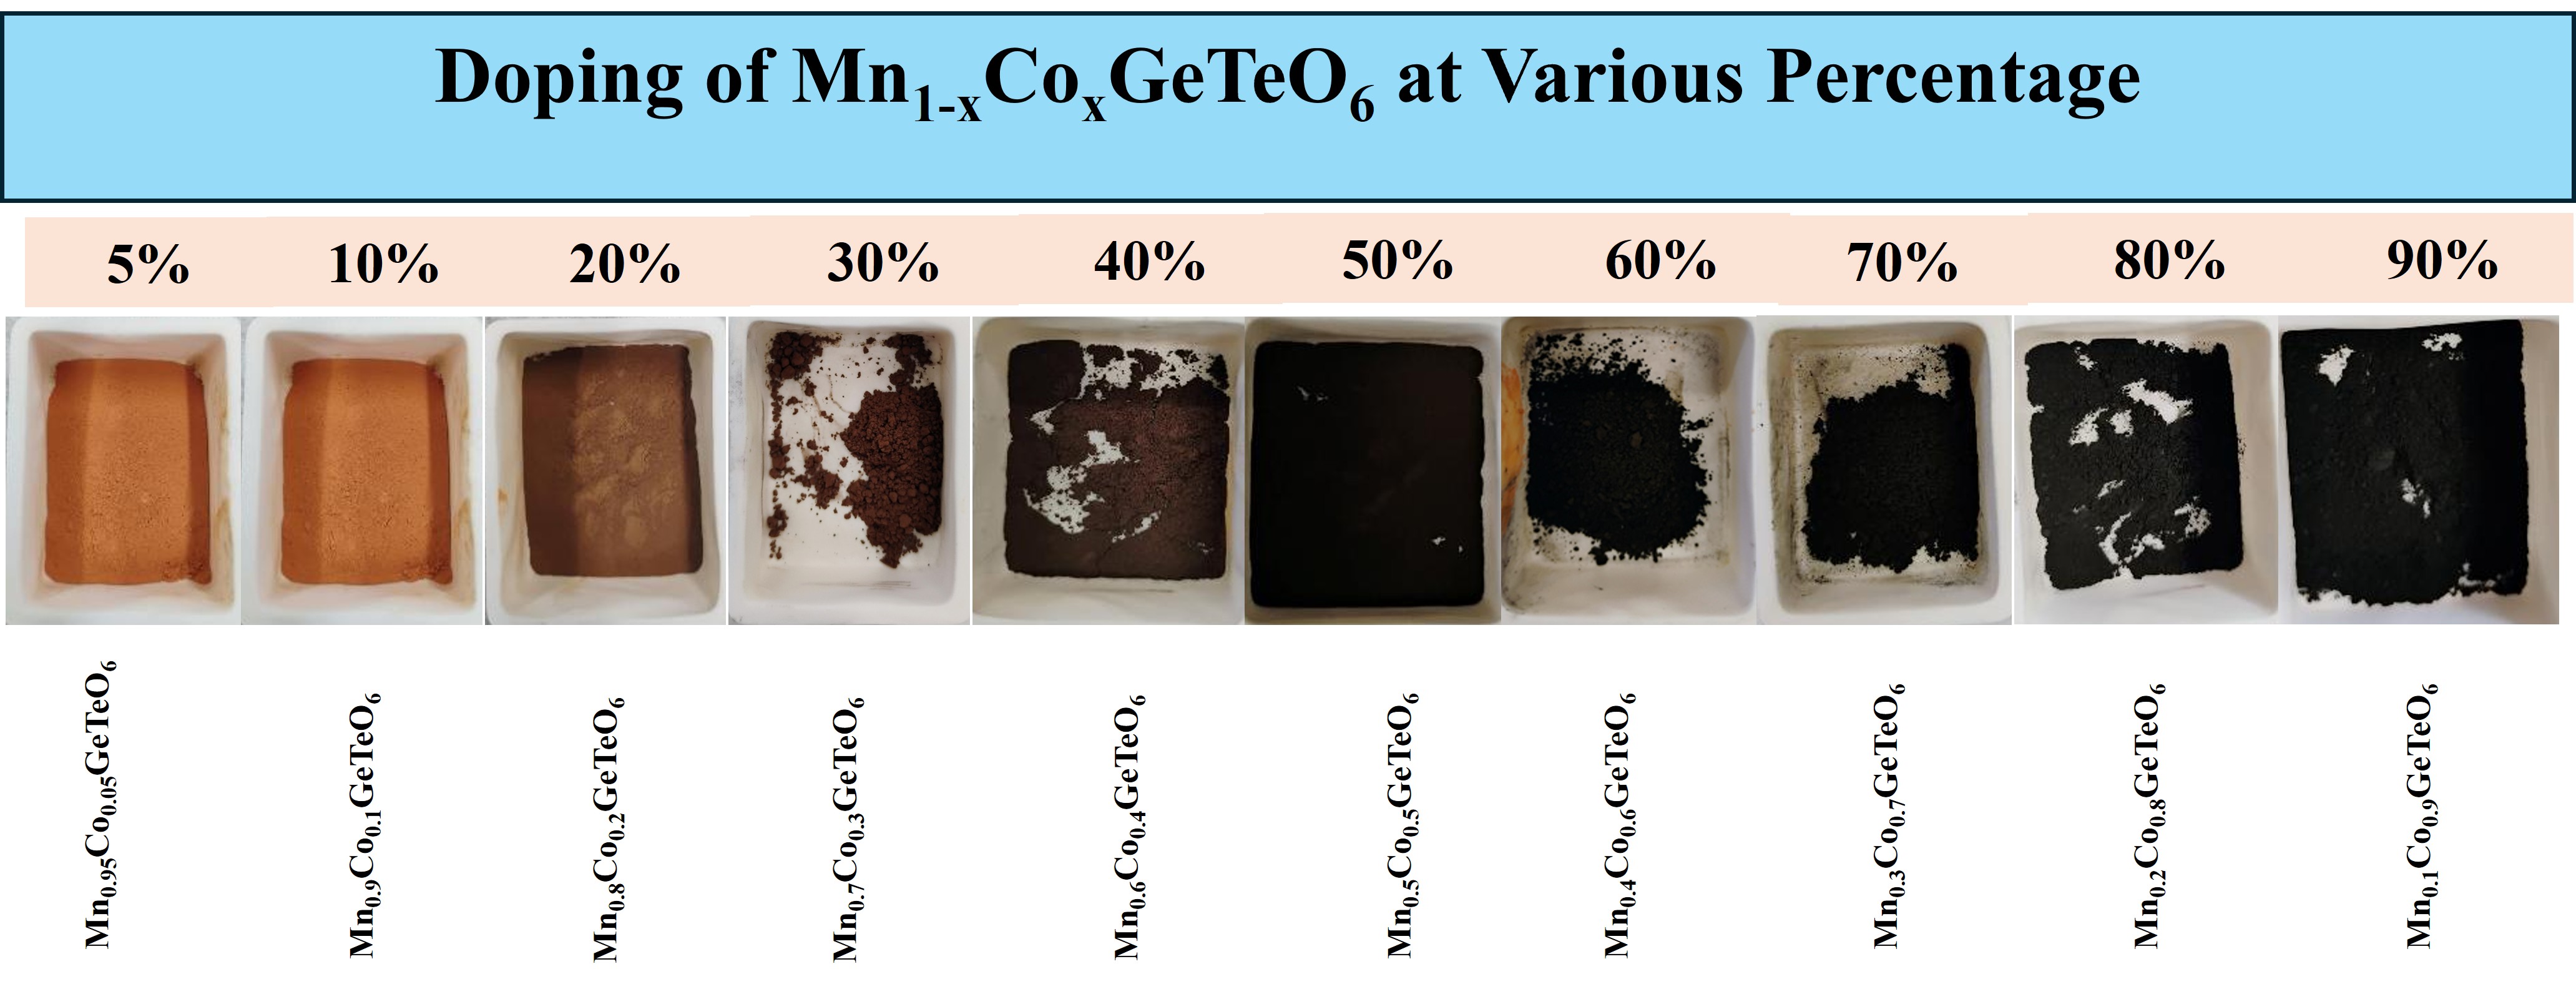 Doping of Mn₁₋ₓCoₓGeTeO₆ at Various Percentage
5% 10% 20% 30% 40% 50% 60% 70% 80% 90%
Mn₀.₉₅Co₀.₀₅GeTeO₆
Mn₀.₉Co₀.₁GeTeO₆
Mn₀.₈Co₀.₂GeTeO₆
Mn₀.₇Co₀.₃GeTeO₆
Mn₀.₆Co₀.₄GeTeO₆
Mn₀.₅Co₀.₅GeTeO₆
Mn₀.₄Co₀.₆GeTeO₆
Mn₀.₃Co₀.₇GeTeO₆
Mn₀.₂Co₀.₈GeTeO₆
Mn₀.₁Co₀.₉GeTeO₆